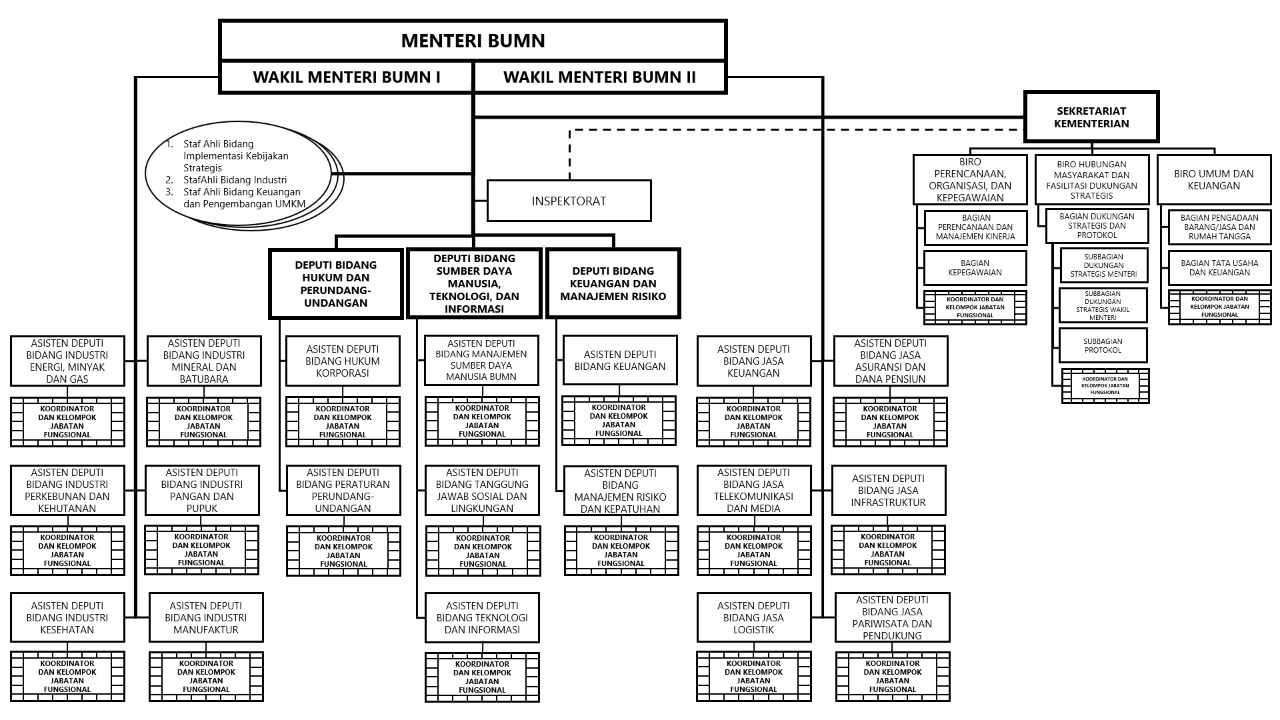 MENTERI BUMN
WAKIL MENTERI BUMN I
WAKIL MENTERI BUMN II
1. Staf Ahli Bidang
Implementasi Kebijakan
Strategis
2. StafAhli Bidang Industri
3. Staf Ahli Bidang Keuangan
dan Pengembangan UMKM
INSPEKTORAT
SEKRETARIAT
KEMENTERIAN
BIRO
PERENCANAAN,
ORGANISASI, DAN
KEPEGAWAIAN
BAGIAN
PERENCANAAN DAN
MANAJEMEN KINERJA
BAGIAN
KEPEGAWAIAN
KOORDINATOR DAN
KELOMPOK JABATAN
FUNGSIONAL
BIRO HUBUNGAN
MASYARAKAT DAN
FASILITASI DUKUNGAN
STRATEGIS
BAGIAN DUKUNGAN
STRATEGIS DAN
PROTOKOL
SUBBAGIAN
DUKUNGAN
STRATEGIS MENTERI
SUBBAGIAN
DUKUNGAN
STRATEGIS WAKIL
MENTERI
SUBBAGIAN
PROTOKOL
KOORDINATOR DAN
KELOMPOK JABATAN
FUNGSIONAL
BIRO UMUM DAN
KEUANGAN
BAGIAN PENGADAAN
BARANG/JASA DAN
RUMAH TANGGA
BAGIAN TATA USAHA
DAN KEUANGAN
KOORDINATOR DAN
KELOMPOK JABATAN
FUNGSIONAL
DEPUTI BIDANG
HUKUM DAN
PERUNDANG-
UNDANGAN
DEPUTI BIDANG
SUMBER DAYA
MANUSIA,
TEKNOLOGI, DAN
INFORMASI
DEPUTI BIDANG
KEUANGAN DAN
MANAJEMEN RISIKO
ASISTEN DEPUTI
BIDANG INDUSTRI
ENERGI, MINYAK
DAN GAS
KOORDINATOR
DAN KELOMPOK
JABATAN
FUNGSIONAL
ASISTEN DEPUTI
BIDANG INDUSTRI
MINERAL DAN
BATUBARA
KOORDINATOR
DAN KELOMPOK
JABATAN
FUNGSIONAL
ASISTEN DEPUTI
BIDANG HUKUM
KORPORASI
KOORDINATOR
DAN KELOMPOK
JABATAN
FUNGSIONAL
ASISTEN DEPUTI
BIDANG MANAJEMEN
SUMBER DAYA
MANUSIA BUMN
KOORDINATOR
DAN KELOMPOK
JABATAN
FUNGSIONAL
ASISTEN DEPUTI
BIDANG KEUANGAN
KOORDINATOR
DAN KELOMPOK
JABATAN
FUNGSIONAL
ASISTEN DEPUTI
BIDANG JASA
KEUANGAN
KOORDINATOR
DAN KELOMPOK
JABATAN
FUNGSIONAL
ASISTEN DEPUTI
BIDANG JASA
ASURANSI DAN
DANA PENSIUN
KOORDINATOR
DAN KELOMPOK
JABATAN
FUNGSIONAL
ASISTEN DEPUTI
BIDANG INDUSTRI
PERKEBUNAN DAN
KEHUTANAN
KOORDINATOR
DAN KELOMPOK
JABATAN
FUNGSIONAL
ASISTEN DEPUTI
BIDANG INDUSTRI
PANGAN DAN
PUPUK
KOORDINATOR
DAN KELOMPOK
JABATAN
FUNGSIONAL
ASISTEN DEPUTI
BIDANG PERATURAN
PERUNDANG-
UNDANGAN
KOORDINATOR
DAN KELOMPOK
JABATAN
FUNGSIONAL
ASISTEN DEPUTI
BIDANG TANGGUNG
JAWAB SOSIAL DAN
LINGKUNGAN
KOORDINATOR
DAN KELOMPOK
JABATAN
FUNGSIONAL
ASISTEN DEPUTI
BIDANG
MANAJEMEN RISIKO
DAN KEPATUHAN
KOORDINATOR
DAN KELOMPOK
JABATAN
FUNGSIONAL
ASISTEN DEPUTI
BIDANG JASA
TELEKOMUNIKASI
DAN MEDIA
KOORDINATOR
DAN KELOMPOK
JABATAN
FUNGSIONAL
ASISTEN DEPUTI
BIDANG JASA
INFRASTRUKTUR
KOORDINATOR
DAN KELOMPOK
JABATAN
FUNGSIONAL
ASISTEN DEPUTI
BIDANG INDUSTRI
KESEHATAN
KOORDINATOR
DAN KELOMPOK
JABATAN
FUNGSIONAL
ASISTEN DEPUTI
BIDANG INDUSTRI
MANUFAKTUR
KOORDINATOR
DAN KELOMPOK
JABATAN
FUNGSIONAL
ASISTEN DEPUTI
BIDANG TEKNOLOGI
DAN INFORMASI
KOORDINATOR
DAN KELOMPOK
JABATAN
FUNGSIONAL
ASISTEN DEPUTI
BIDANG JASA
LOGISTIK
KOORDINATOR
DAN KELOMPOK
JABATAN
FUNGSIONAL
ASISTEN DEPUTI
BIDANG JASA
PARIWISATA DAN
PENDUKUNG
KOORDINATOR
DAN KELOMPOK
JABATAN
FUNGSIONAL